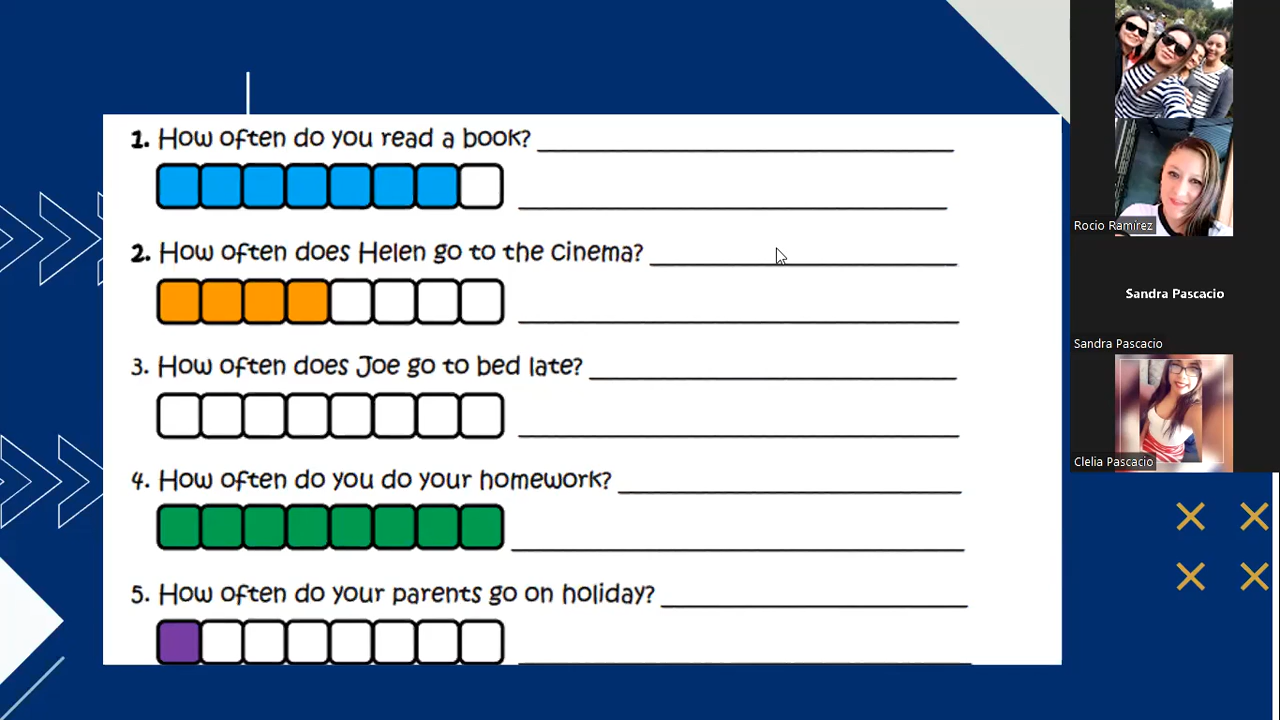 1. How often do you read a book?
2. How often does Helen go to the cinema?
3. How often does Joe go to bed late?
4. How often do you do your homework?
5. How often do your parents go on holiday?
Rocio Ramirez
Sandra Pascacio
Sandra Pascacio
Clelia Pascacio